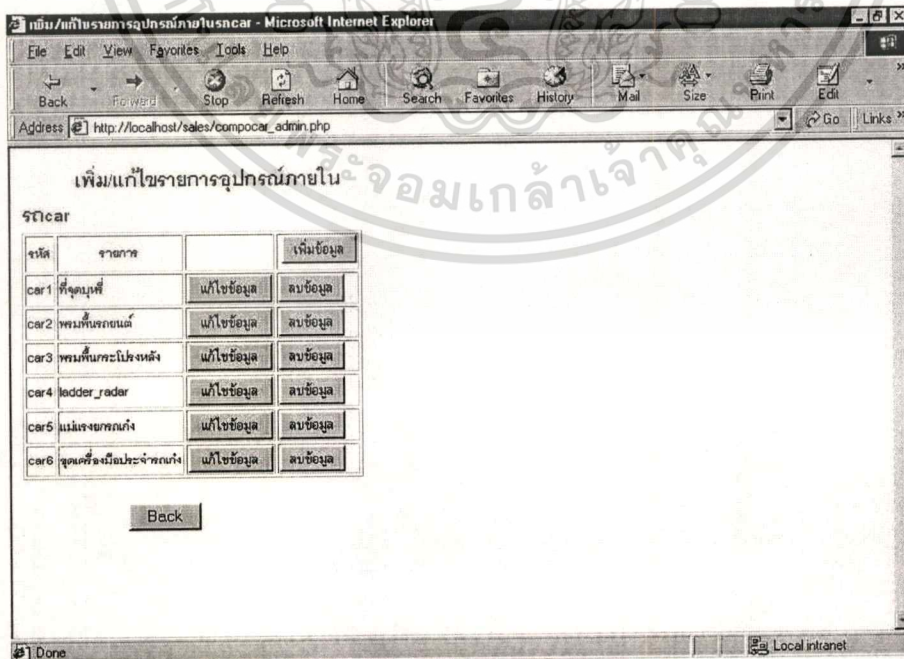 เพิ่ม/แก้ไขรายการอุปกรณ์ภายในรถcar - Microsoft Internet Explorer
File Edit View Favorites Tools Help
Back Forward Stop Refresh Home Search Favorites History Mail Size Print Edit
Address http://localhost/sales/compocar_admin.php Go Links
เพิ่ม/แก้ไขรายการอุปกรณ์ภายใน
รถcar
รหัส รายการ เพิ่มข้อมูล
car1 ที่จุดบุหรี่ แก้ไขข้อมูล ลบข้อมูล
car2 พรมพื้นรถยนต์ แก้ไขข้อมูล ลบข้อมูล
car3 พรมพื้นกระโปรงหลัง แก้ไขข้อมูล ลบข้อมูล
car4 ladder_radar แก้ไขข้อมูล ลบข้อมูล
car5 แม่แรงยกรถเก๋ง แก้ไขข้อมูล ลบข้อมูล
car6 ชุดเครื่องมือประจำรถเก๋ง แก้ไขข้อมูล ลบข้อมูล
Back
Done Local intranet